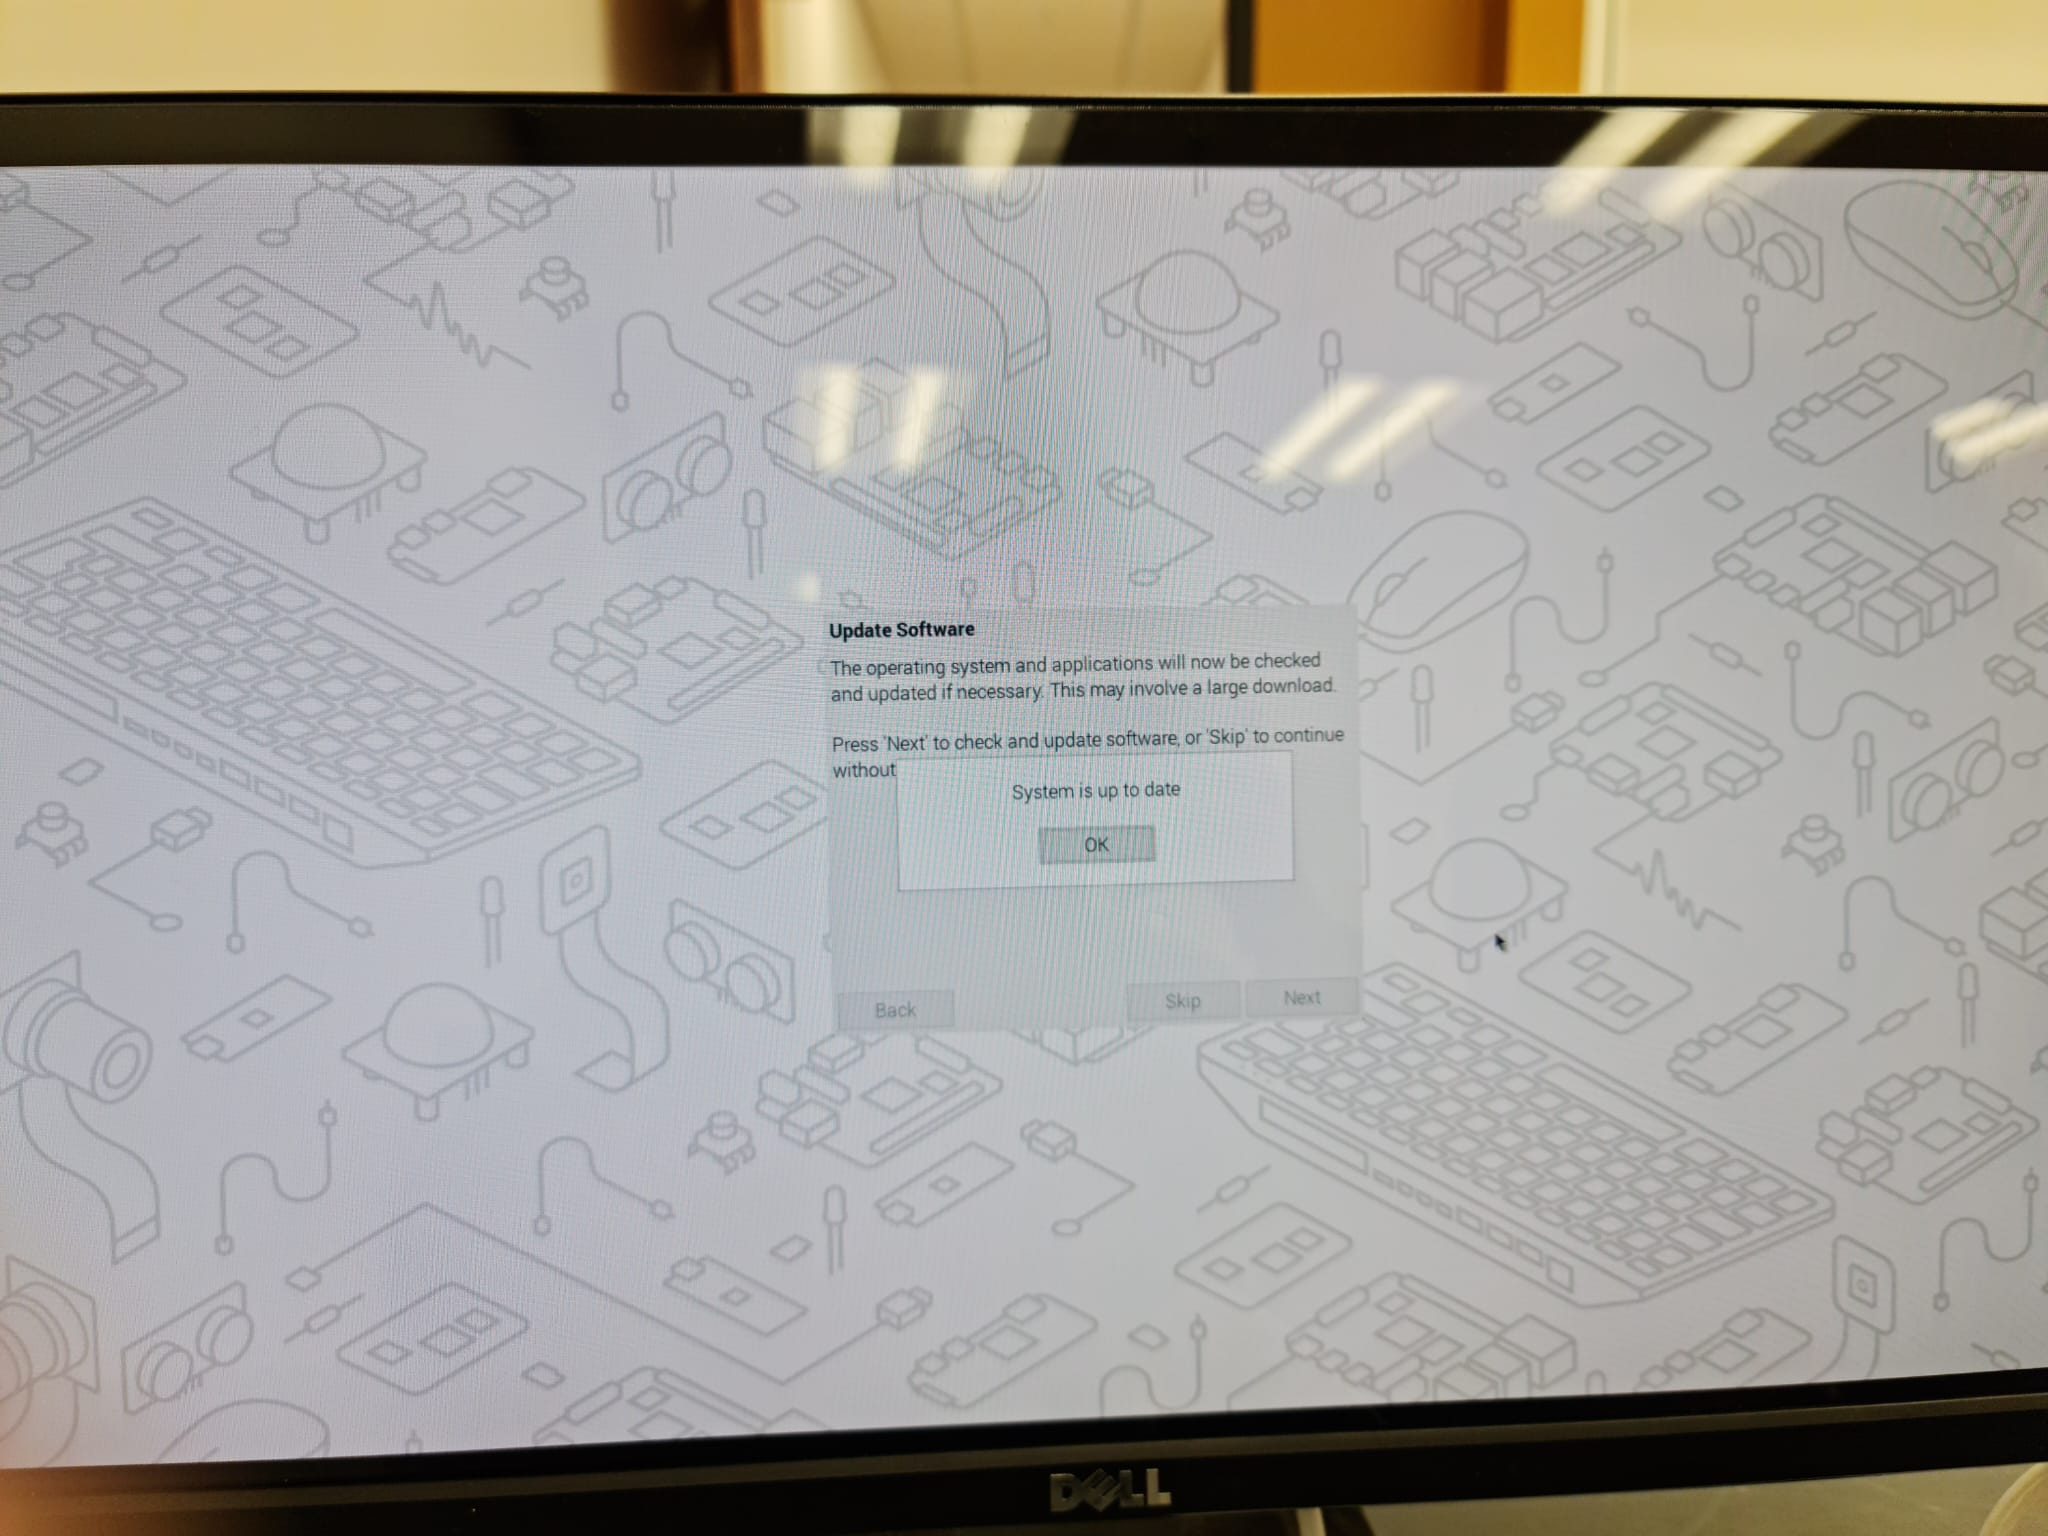 Update Software
The operating system and applications will now be checked
and updated if necessary. This may involve a large download.
Press 'Next' to check and update software, or 'Skip' to continue
without
System is up to date
OK
Back
Skip
Next
DELL